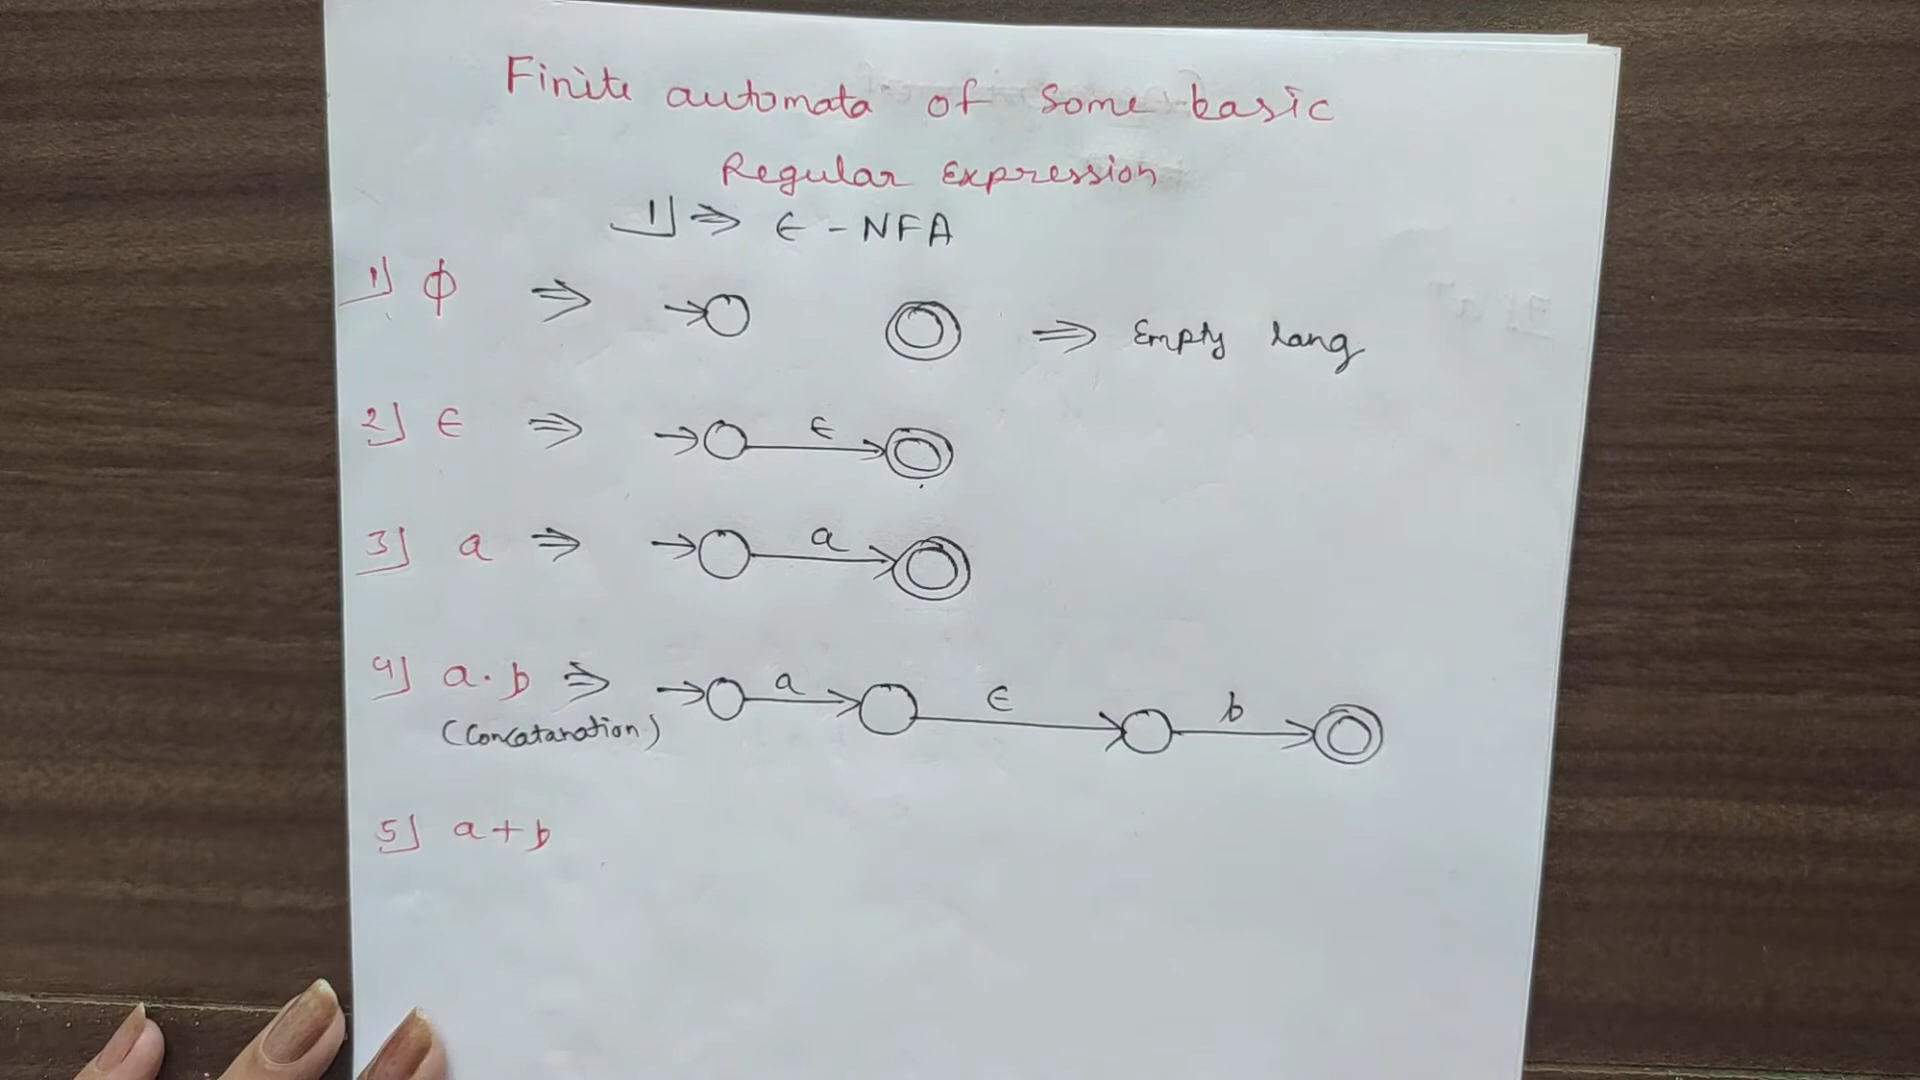 Finite automata of some basic
Regular Expression
1] ⇒ ϵ - NFA
1] ϕ ⇒ ⇒ Empty lang
2] ϵ ⇒ ϵ
3] a ⇒ a
4] a·b ⇒ a ϵ b
(Concatanation)
5] a+b